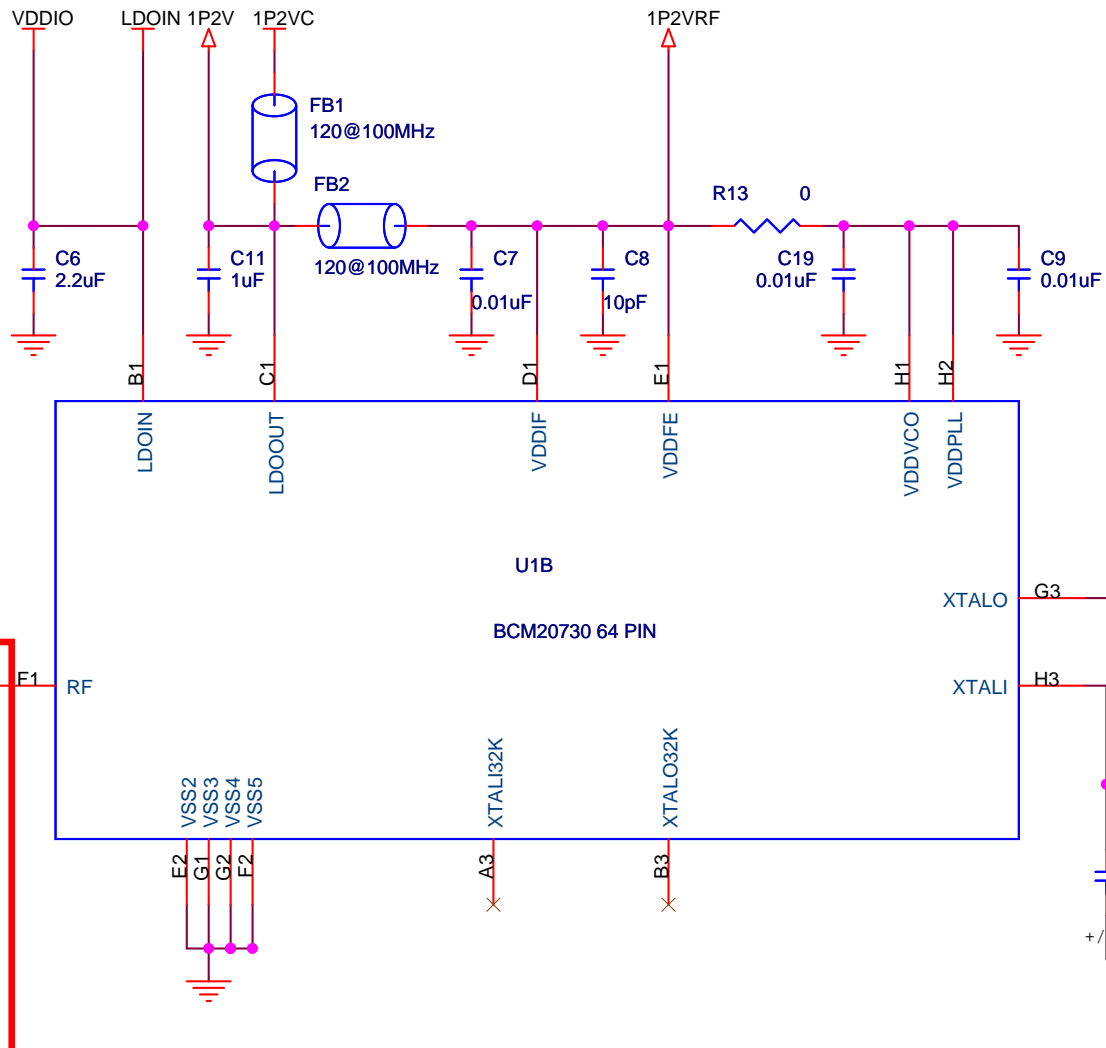 VDDIO
LDOIN
1P2V
1P2VC
1P2VRF
FB1
120@100MHz
FB2
120@100MHz
R13
0
C6
2.2uF
C11
1uF
C7
0.01uF
C8
10pF
C19
0.01uF
C9
0.01uF
B1
C1
D1
E1
H1
H2
LDOIN
LDOOUT
VDDIF
VDDFE
VDDVCO
VDDPLL
U1B
BCM20730 64 PIN
XTALO
G3
F1
RF
XTALI
H3
VSS2
VSS3
VSS4
VSS5
XTALI32K
XTALO32K
E2
G1
G2
F2
A3
B3
+/